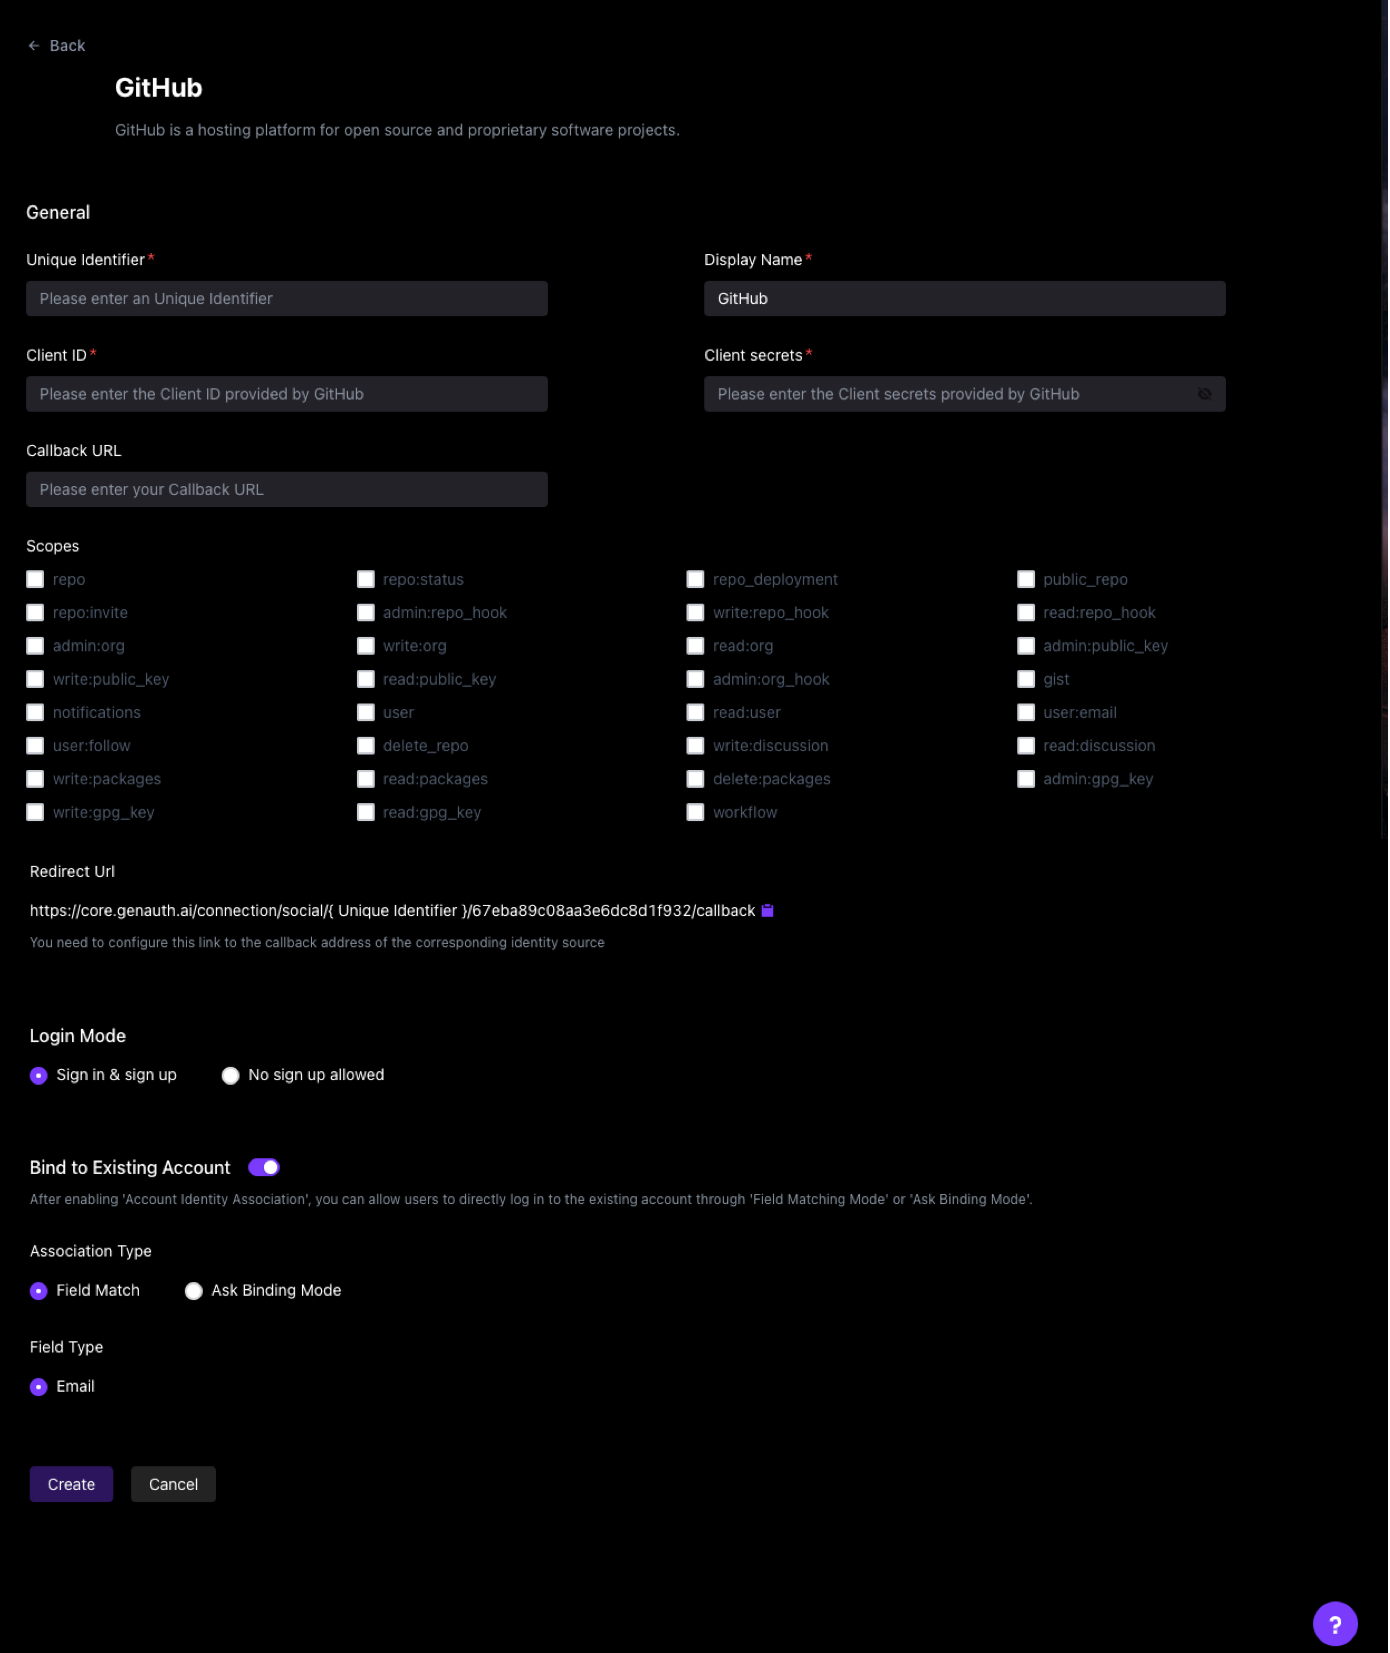 Back
GitHub
GitHub is a hosting platform for open source and proprietary software projects.
General
Unique Identifier *
Display Name *
Please enter an Unique Identifier
GitHub
Client ID *
Client secrets *
Please enter the Client ID provided by GitHub
Please enter the Client secrets provided by GitHub
Callback URL
Please enter your Callback URL
Scopes
repo repo:status repo_deployment public_repo
repo:invite admin:repo_hook write:repo_hook read:repo_hook
admin:org write:org read:org admin:public_key
write:public_key read:public_key admin:org_hook gist
notifications user read:user user:email
user:follow delete_repo write:discussion read:discussion
write:packages read:packages delete:packages admin:gpg_key
write:gpg_key read:gpg_key workflow
Redirect Url
https://core.genauth.ai/connection/social/{ Unique Identifier }/67eba89c08aa3e6dc8d1f932/callback
You need to configure this link to the callback address of the corresponding identity source
Login Mode
Sign in & sign up No sign up allowed
Bind to Existing Account
After enabling 'Account Identity Association', you can allow users to directly log in to the existing account through 'Field Matching Mode' or 'Ask Binding Mode'.
Association Type
Field Match Ask Binding Mode
Field Type
Email
Create Cancel
?